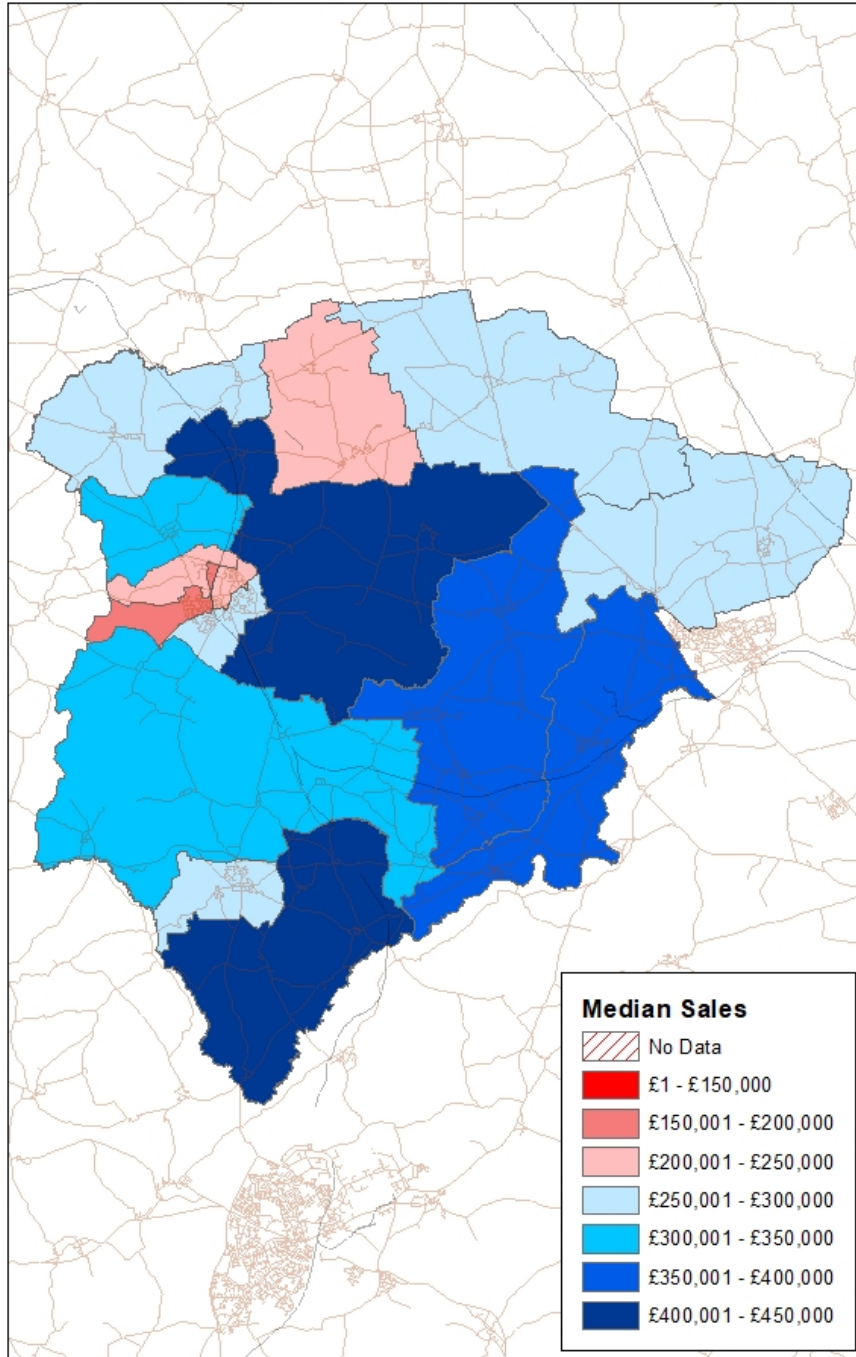 Median Sales
No Data
£1 - £150,000
£150,001 - £200,000
£200,001 - £250,000
£250,001 - £300,000
£300,001 - £350,000
£350,001 - £400,000
£400,001 - £450,000